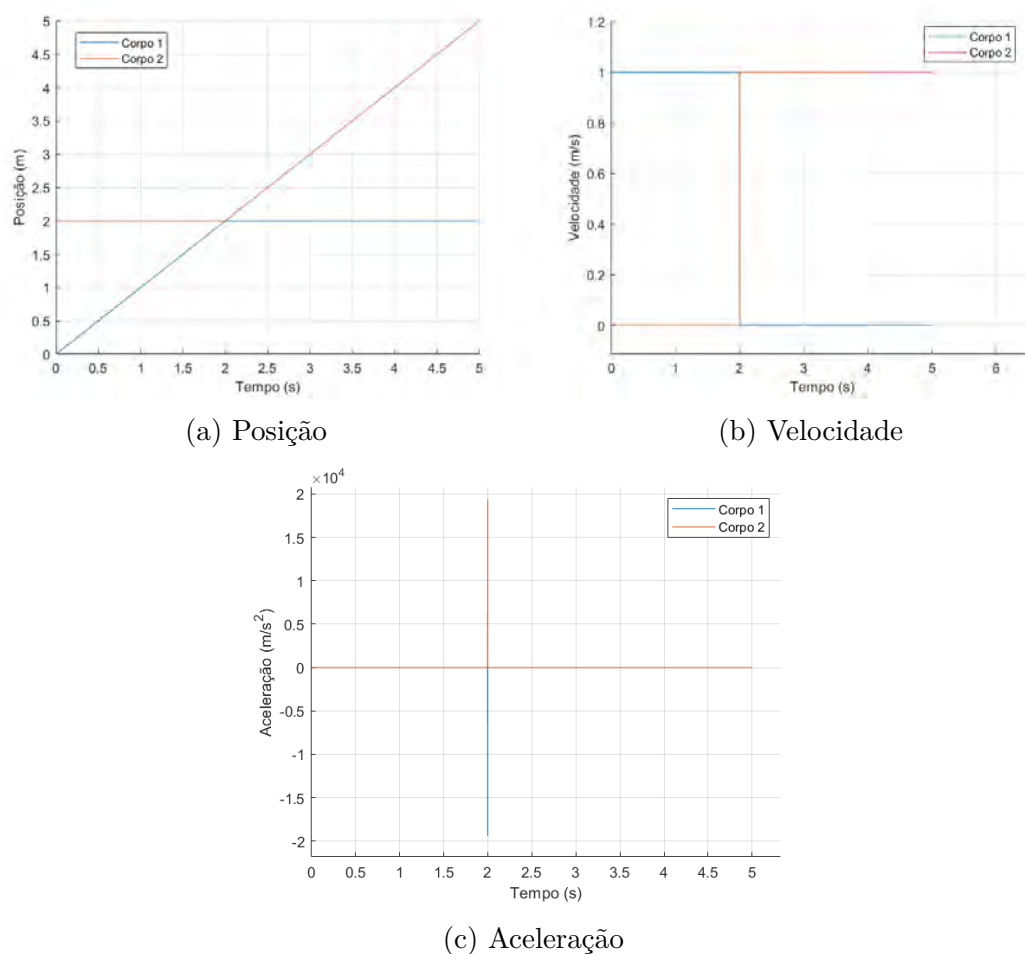 5
4.5
4
3.5
3
2.5
2
1.5
1
0.5
0
Posição (m)
Corpo 1
Corpo 2
0 0.5 1 1.5 2 2.5 3 3.5 4 4.5 5
Tempo (s)
(a) Posição
1.2
1
0.8
0.6
0.4
0.2
0
Velocidade (m/s)
Corpo 1
Corpo 2
0 1 2 3 4 5 6
Tempo (s)
(b) Velocidade
×10⁴
2
1.5
1
0.5
0
-0.5
-1
-1.5
-2
Aceleração (m/s²)
Corpo 1
Corpo 2
0 0.5 1 1.5 2 2.5 3 3.5 4 4.5 5
Tempo (s)
(c) Aceleração